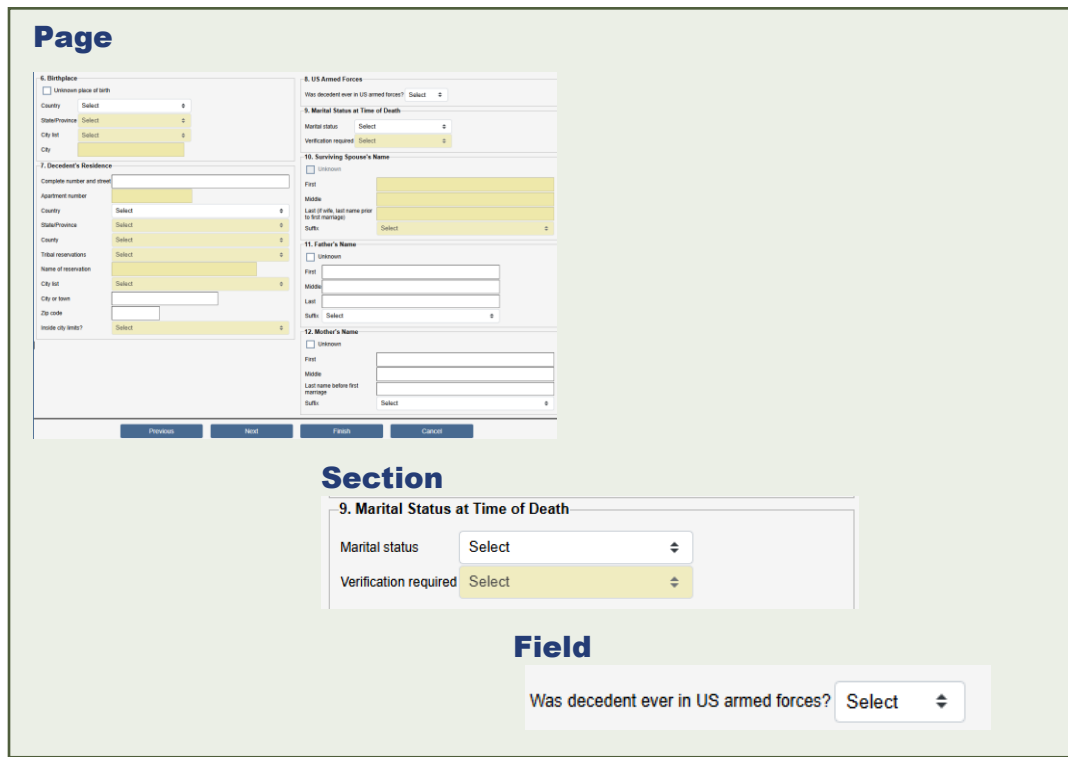 Page
6. Birthplace
Unknown place of birth
Country Select
State/Province Select
City list Select
City
7. Decedent's Residence
Complete number and street
Apartment number
Country Select
State/Province Select
County Select
Tribal reservations Select
Name of reservation
City list Select
City or town
Zip code
Inside city limits? Select
8. US Armed Forces
Was decedent ever in US armed forces? Select
9. Marital Status at Time of Death
Marital status Select
Verification required Select
10. Surviving Spouse's Name
Unknown
First
Middle
Last (if wife, last name prior
to first marriage)
Suffix Select
11. Father's Name
Unknown
First
Middle
Last
Suffix Select
12. Mother's Name
Unknown
First
Middle
Last name before first
marriage
Suffix Select
Previous Next Finish Cancel
Section
9. Marital Status at Time of Death
Marital status Select
Verification required Select
Field
Was decedent ever in US armed forces? Select